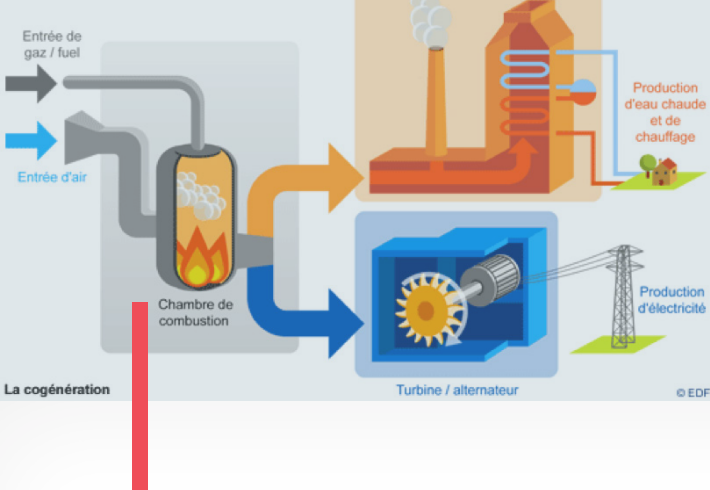 Entrée de
gaz / fuel
Entrée d'air
Chambre de
combustion
Production
d'eau chaude
et de
chauffage
Production
d'électricité
Turbine / alternateur
La cogénération
© EDF